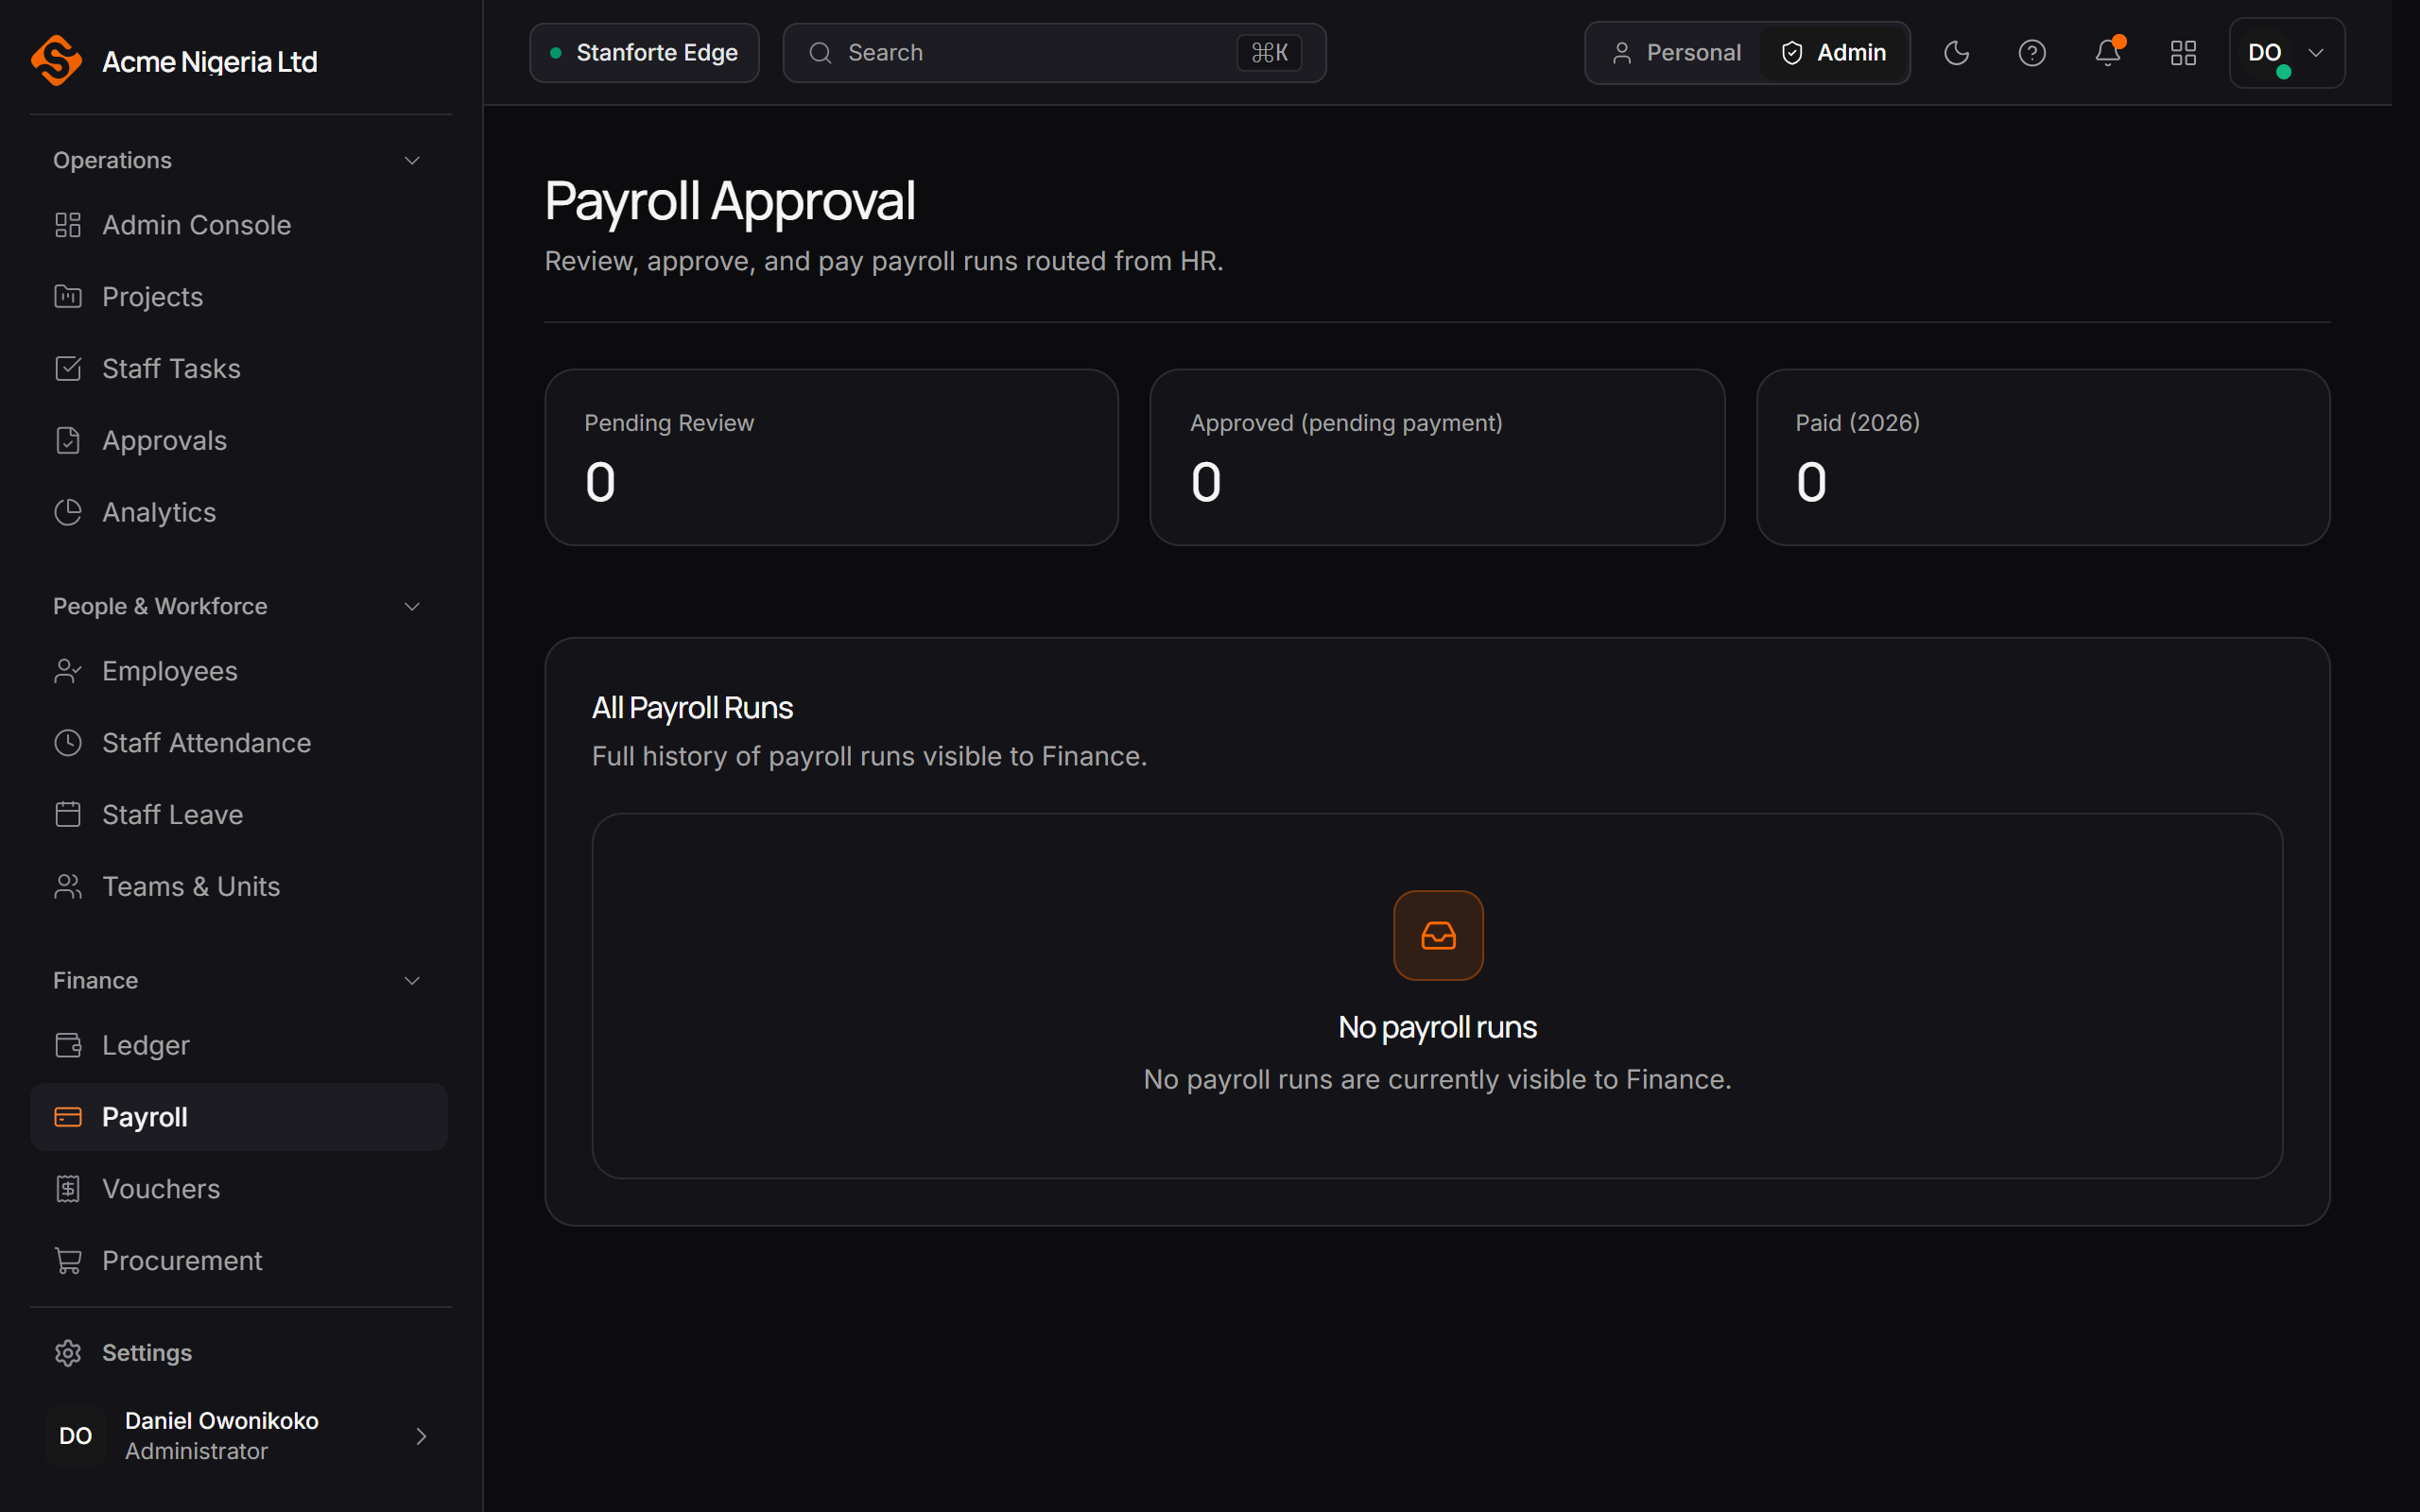 Acme Nigeria Ltd
Stanforte Edge
Search
⌘K
Personal
Admin
DO
Operations
Admin Console
Projects
Staff Tasks
Approvals
Analytics
People & Workforce
Employees
Staff Attendance
Staff Leave
Teams & Units
Finance
Ledger
Payroll
Vouchers
Procurement
Settings
DO
Daniel Owonikoko
Administrator
Payroll Approval
Review, approve, and pay payroll runs routed from HR.
Pending Review
0
Approved (pending payment)
0
Paid (2026)
0
All Payroll Runs
Full history of payroll runs visible to Finance.
No payroll runs
No payroll runs are currently visible to Finance.